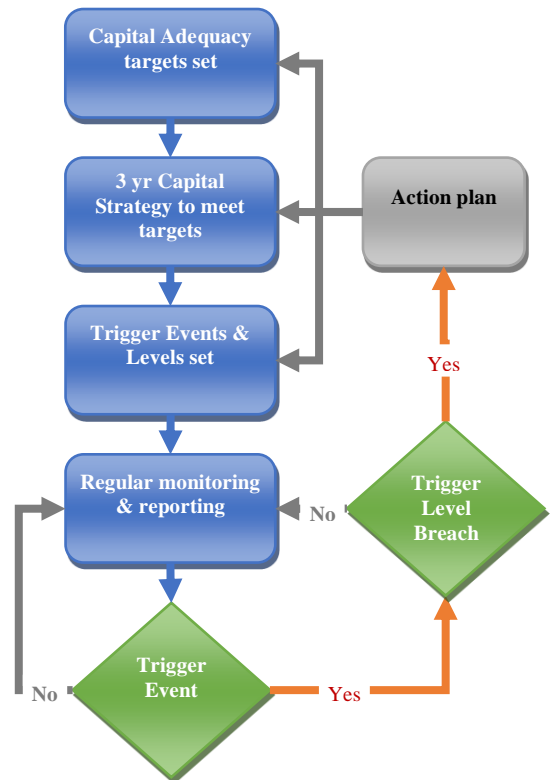 Capital Adequacy
targets set
3 yr Capital
Strategy to meet
targets
Action plan
Trigger Events &
Levels set
Yes
Regular monitoring
& reporting
Trigger
Level
Breach
No
Trigger
Event
No
Yes